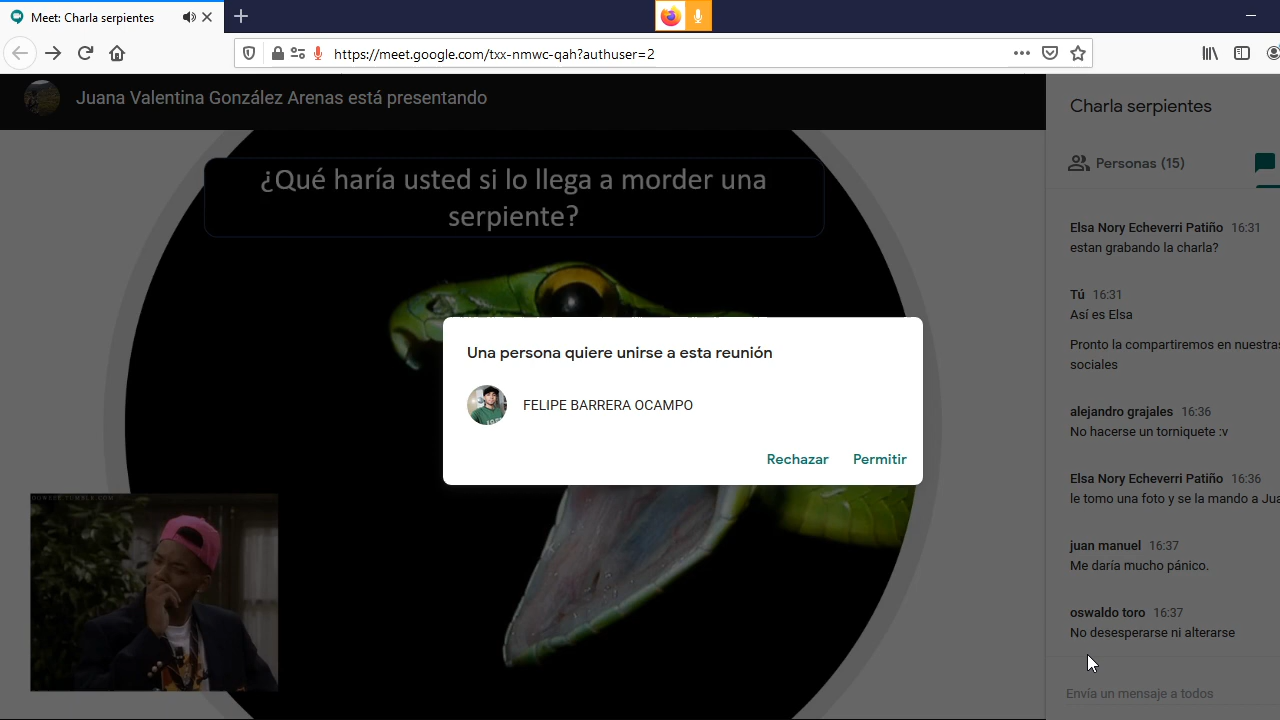 Meet: Charla serpientes
https://meet.google.com/txx-nmwc-qah?authuser=2
Juana Valentina González Arenas está presentando
¿Qué haría usted si lo llega a morder una
serpiente?
Una persona quiere unirse a esta reunión
FELIPE BARRERA OCAMPO
Rechazar Permitir
Charla serpientes
Personas (15)
Elsa Nory Echeverri Patiño 16:31
estan grabando la charla?
Tú 16:31
Así es Elsa
Pronto la compartiremos en nuestras
sociales
alejandro grajales 16:36
No hacerse un torniquete :v
Elsa Nory Echeverri Patiño 16:36
le tomo una foto y se la mando a
juan manuel 16:37
Me daría mucho pánico.
oswaldo toro 16:37
No desesperarse ni alterarse
Envía un mensaje a todos